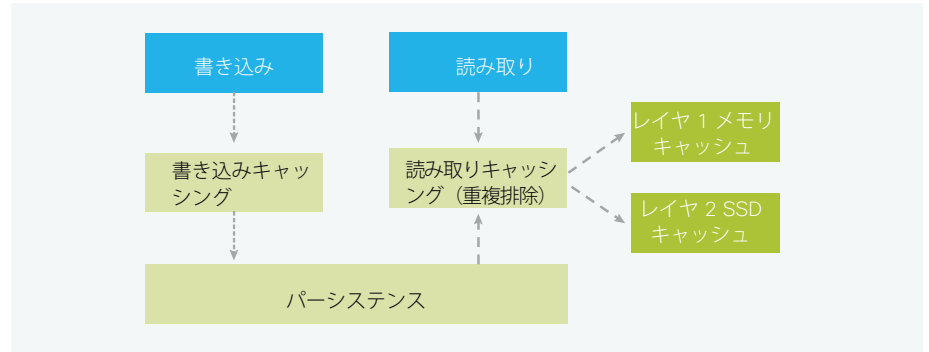 書き込み
読み取り
書き込みキャッ
シング
読み取りキャッシ
ング（重複排除）
レイヤ 1 メモリ
キャッシュ
レイヤ 2 SSD
キャッシュ
パーシステンス